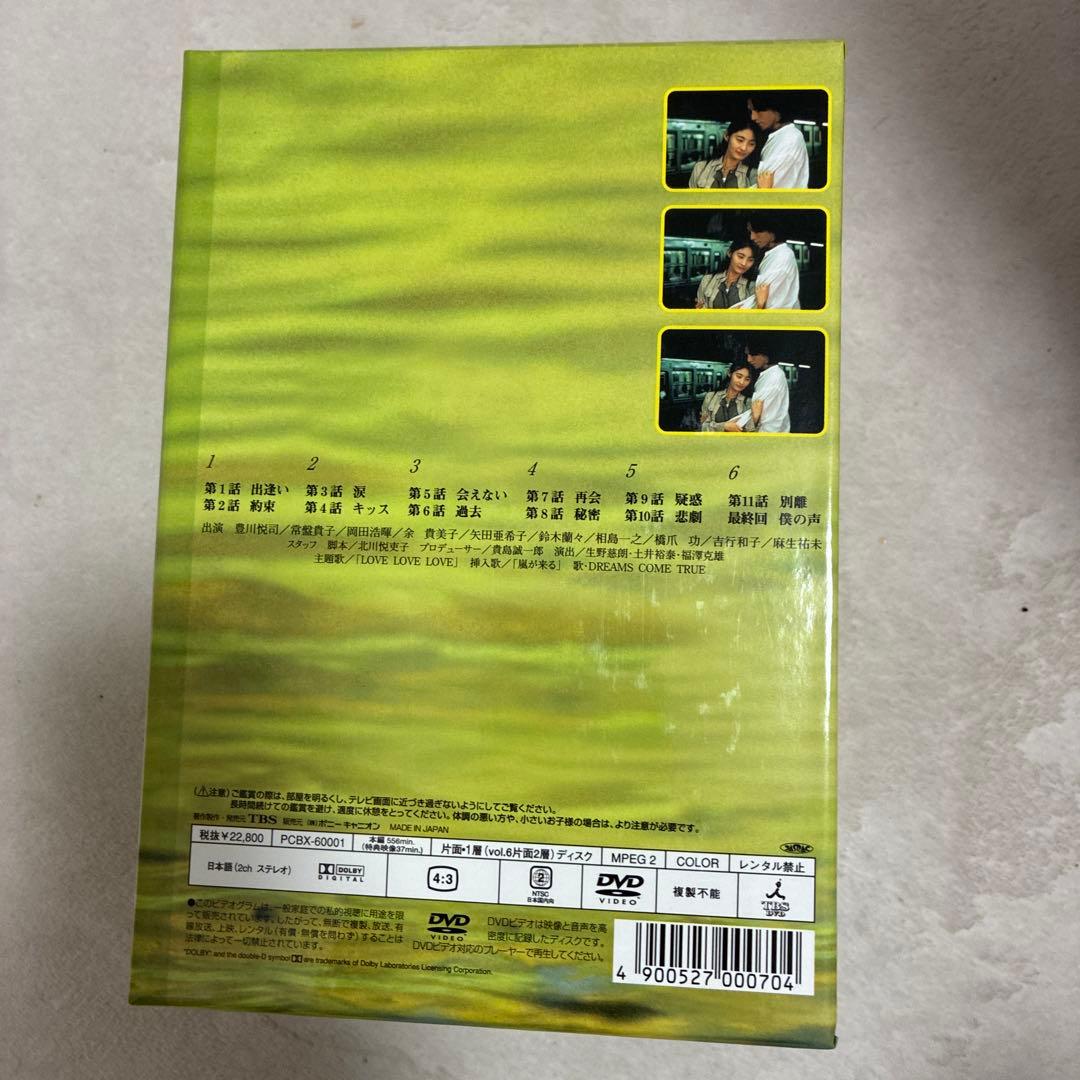 1 2 3 4 5 6
第1話 出逢い 第3話 涙 第5話 会えない 第7話 再会 第9話 疑惑 第11話 別離
第2話 約束 第4話 キッス 第6話 過去 第8話 秘密 第10話 悲劇 最終回 僕の声
出演 豊川悦司/常盤貴子/岡田浩暉/余 貴美子/矢田亜希子/鈴木蘭々/相島一之/橋爪 功/吉行和子/麻生祐未
スタッフ 脚本/北川悦吏子 プロデューサー/貴島誠一郎 演出/生野慈朗・土井裕泰・福澤克雄
主題歌/「LOVE LOVE LOVE」 挿入歌/「嵐が来る」 歌・DREAMS COME TRUE
(⚠注意) ご鑑賞の際は、部屋を明るくし、テレビ画面に近づき過ぎないようにしてご覧ください。
長時間続けての鑑賞を避け、適度に休憩をとってください。体調の悪い方や、小さいお子様の場合は、より注意が必要です。
著作製作・発売元 TBS 販売元 ㈱ポニーキャニオン MADE IN JAPAN
税抜¥22,800 PCBX-60001 本編 556min. (特典映像37min.) 片面・1層(vol.6片面2層)ディスク MPEG 2 COLOR レンタル禁止
日本語(2ch ステレオ) DOLBY DIGITAL 4:3 2 NTSC 日本国内向 DVD VIDEO 複製不能 TBS DVD
●このビデオグラムは、一般家庭での私的視聴に用途を限
って販売されています。したがって、無断で複製、放送、有
線放送、上映、レンタル(有償・無償を問わず)することは
法律によって一切禁止されています。
"DOLBY" and the double-D symbol are trademarks of Dolby Laboratories Licensing Corporation.
DVD VIDEO
DVDビデオは映像と音声を高
密度に記録したディスクです。
DVDビデオ対応のプレーヤーで再生してください。
4 900527 000704